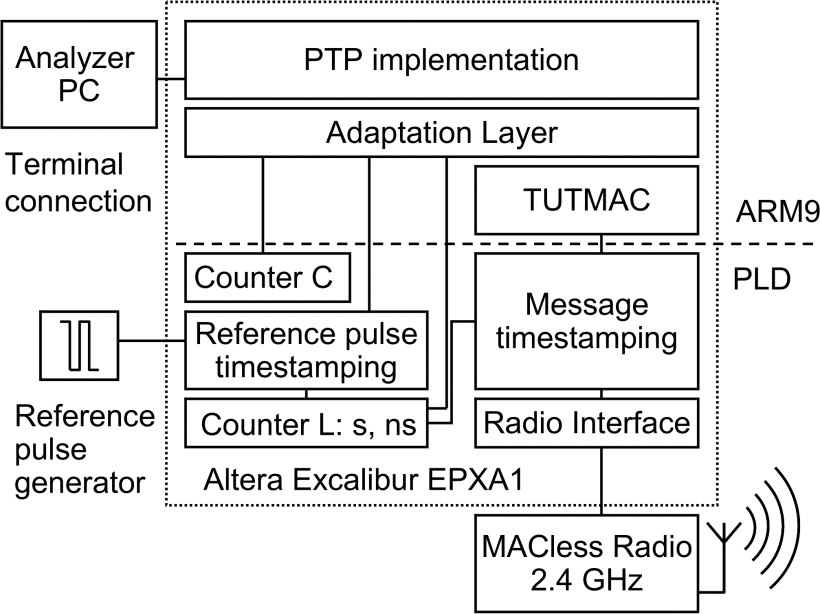 Analyzer
PC
PTP implementation
Adaptation Layer
Terminal
connection
TUTMAC
ARM9
PLD
Counter C
Message
timestamping
Reference pulse
timestamping
Counter L: s, ns
Radio Interface
Reference
pulse
generator
Altera Excalibur EPXA1
MACless Radio
2.4 GHz